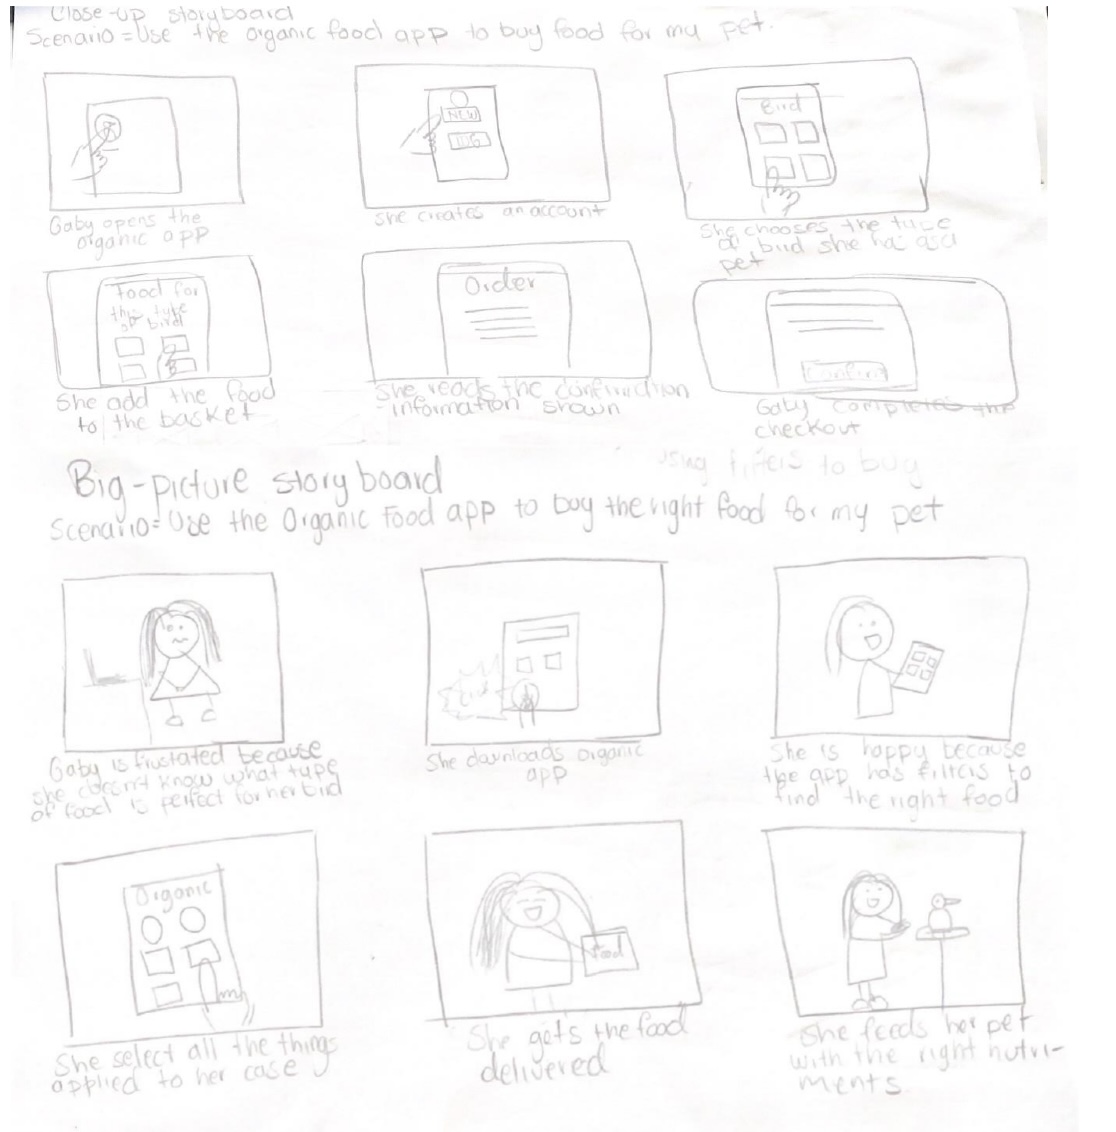 Close-up storyboard
Scenario = Use the organic food app to buy food for my pet.
NEW
Bird
Gaby opens the
organic app
she creates an account
She chooses the type
of bird she has as a
pet
Food for
this type
of bird
Order
Confirm
She add the food
to the basket
She reads the confirmation
information shown
Gaby completes the
checkout
using filters to buy
Big-picture storyboard
Scenario = Use the Organic Food app to buy the right food for my pet
Gaby is frustated because
she doesn't know what type
of food is perfect for her bird
She downloads organic
app
She is happy because
the app has filters to
find the right food
Organic
Food
She select all the things
applied to her case
She gets the food
delivered
She feeds her pet
with the right nutri-
ments.